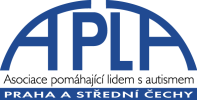 APLA
Asociace pomáhající lidem s autismem
PRAHA A STŘEDNÍ ČECHY